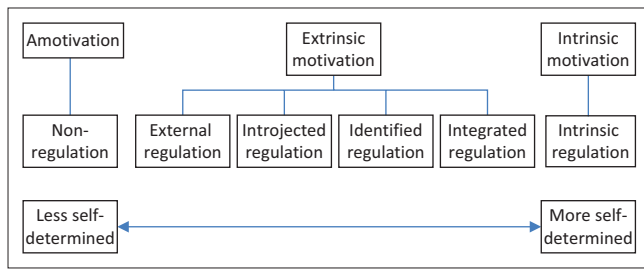 Amotivation
Extrinsic
motivation
Intrinsic
motivation
Non-
regulation
External
regulation
Introjected
regulation
Identified
regulation
Integrated
regulation
Intrinsic
regulation
Less self-
determined
More self-
determined